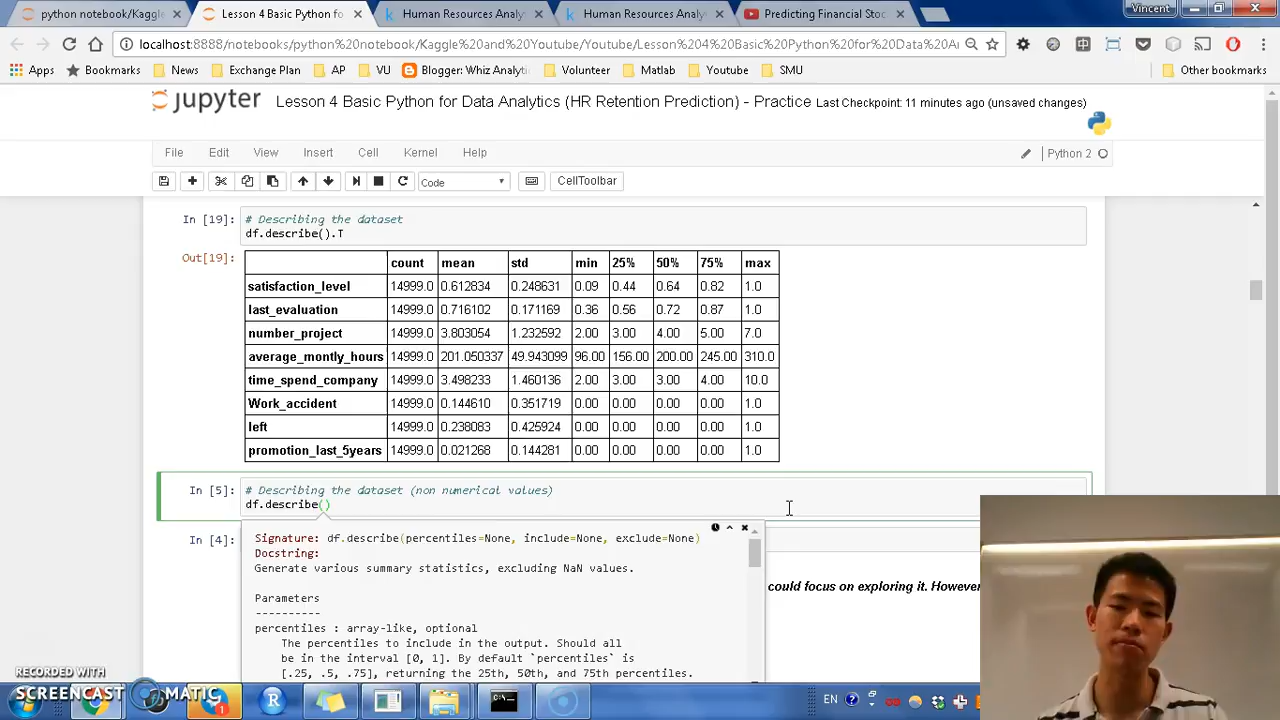 python notebook/Kaggle
Lesson 4 Basic Python fo
Human Resources Analy
Human Resources Analy
Predicting Financial Stoc
Vincent
localhost:8888/notebooks/python%20notebook/Kaggle%20and%20Youtube/Youtube/Lesson%204%20Basic%20Python%20for%20Data%20A
Apps Bookmarks News Exchange Plan AP VU Blogger: Whiz Analytic Volunteer Matlab Youtube SMU Other bookmarks
jupyter Lesson 4 Basic Python for Data Analytics (HR Retention Prediction) - Practice Last Checkpoint: 11 minutes ago (unsaved changes)
File Edit View Insert Cell Kernel Help Python 2
Code CellToolbar
In [19]: # Describing the dataset
df.describe().T
Out[19]:
count mean std min 25% 50% 75% max
satisfaction_level 14999.0 0.612834 0.248631 0.09 0.44 0.64 0.82 1.0
last_evaluation 14999.0 0.716102 0.171169 0.36 0.56 0.72 0.87 1.0
number_project 14999.0 3.803054 1.232592 2.00 3.00 4.00 5.00 7.0
average_montly_hours 14999.0 201.050337 49.943099 96.00 156.00 200.00 245.00 310.0
time_spend_company 14999.0 3.498233 1.460136 2.00 3.00 3.00 4.00 10.0
Work_accident 14999.0 0.144610 0.351719 0.00 0.00 0.00 0.00 1.0
left 14999.0 0.238083 0.425924 0.00 0.00 0.00 0.00 1.0
promotion_last_5years 14999.0 0.021268 0.144281 0.00 0.00 0.00 0.00 1.0
In [5]: # Describing the dataset (non numerical values)
df.describe()
In [4]:
Signature: df.describe(percentiles=None, include=None, exclude=None)
Docstring:
Generate various summary statistics, excluding NaN values.
could focus on exploring it. Howeve
Parameters
----------
percentiles : array-like, optional
The percentiles to include in the output. Should all
be in the interval [0, 1]. By default `percentiles` is
[.25, .5, .75], returning the 25th, 50th, and 75th percentiles.
RECORDED WITH
SCREENCAST MATIC
EN